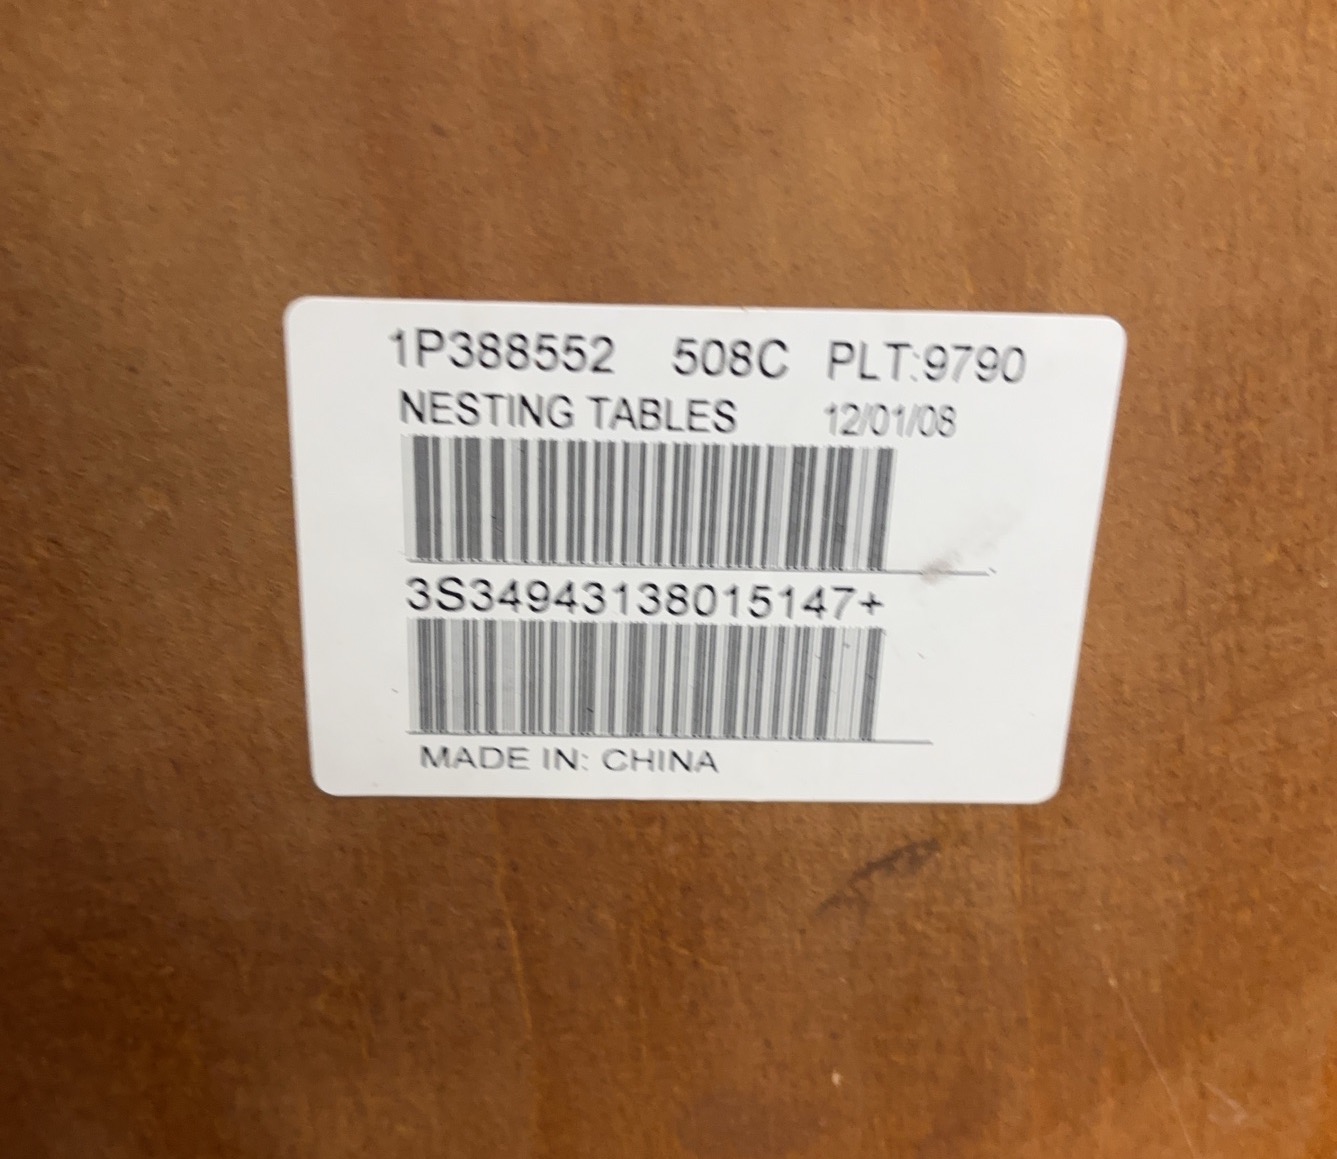 1P388552 508C PLT:9790
NESTING TABLES 12/01/08
3S34943138015147+
MADE IN: CHINA